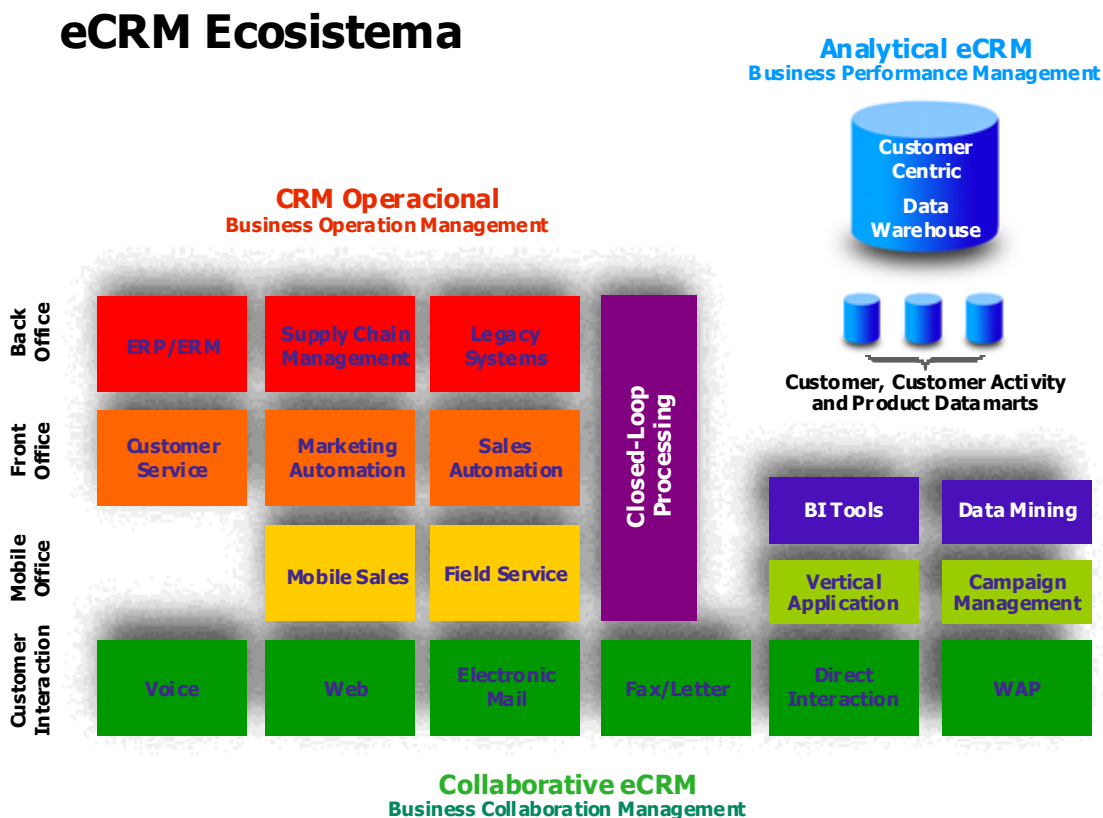 eCRM Ecosistema
Analytical eCRM
Business Performance Management
Customer
Centric
Data
Warehouse
CRM Operacional
Business Operation Management
Back
Office
ERP/ERM
Supply Chain
Management
Legacy
Systems
Closed-Loop
Processing
Customer, Customer Activity
and Product Datamarts
Front
Office
Customer
Service
Marketing
Automation
Sales
Automation
BI Tools
Data Mining
Mobile
Office
Mobile Sales
Field Service
Vertical
Application
Campaign
Management
Customer
Interaction
Voice
Web
Electronic
Mail
Fax/Letter
Direct
Interaction
WAP
Collaborative eCRM
Business Collaboration Management